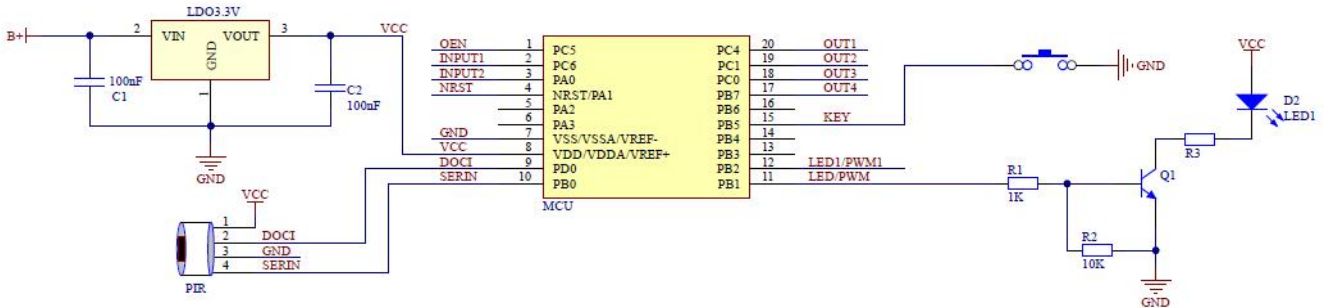 LDO3.3V
B+
2
VIN
VOUT
3
VCC
GND
1
100nF
C1
C2
100nF
GND
OEN 1 PC5
INPUT1 2 PC6
INPUT2 3 PA0
NRST 4 NRST/PA1
5 PA2
6 PA3
GND 7 VSS/VSSA/VREF-
VCC 8 VDD/VDDA/VREF+
DOCI 9 PD0
SERIN 10 PB0
MCU
PC4 20 OUT1
PC1 19 OUT2
PC0 18 OUT3
PB7 17 OUT4
PB6 16
PB5 15 KEY
PB4 14
PB3 13
PB2 12 LED1/PWM1
PB1 11 LED/PWM
GND
VCC
D2
LED1
R3
R1
1K
Q1
R2
10K
GND
VCC
1
2 DOCI
3 GND
4 SERIN
PIR